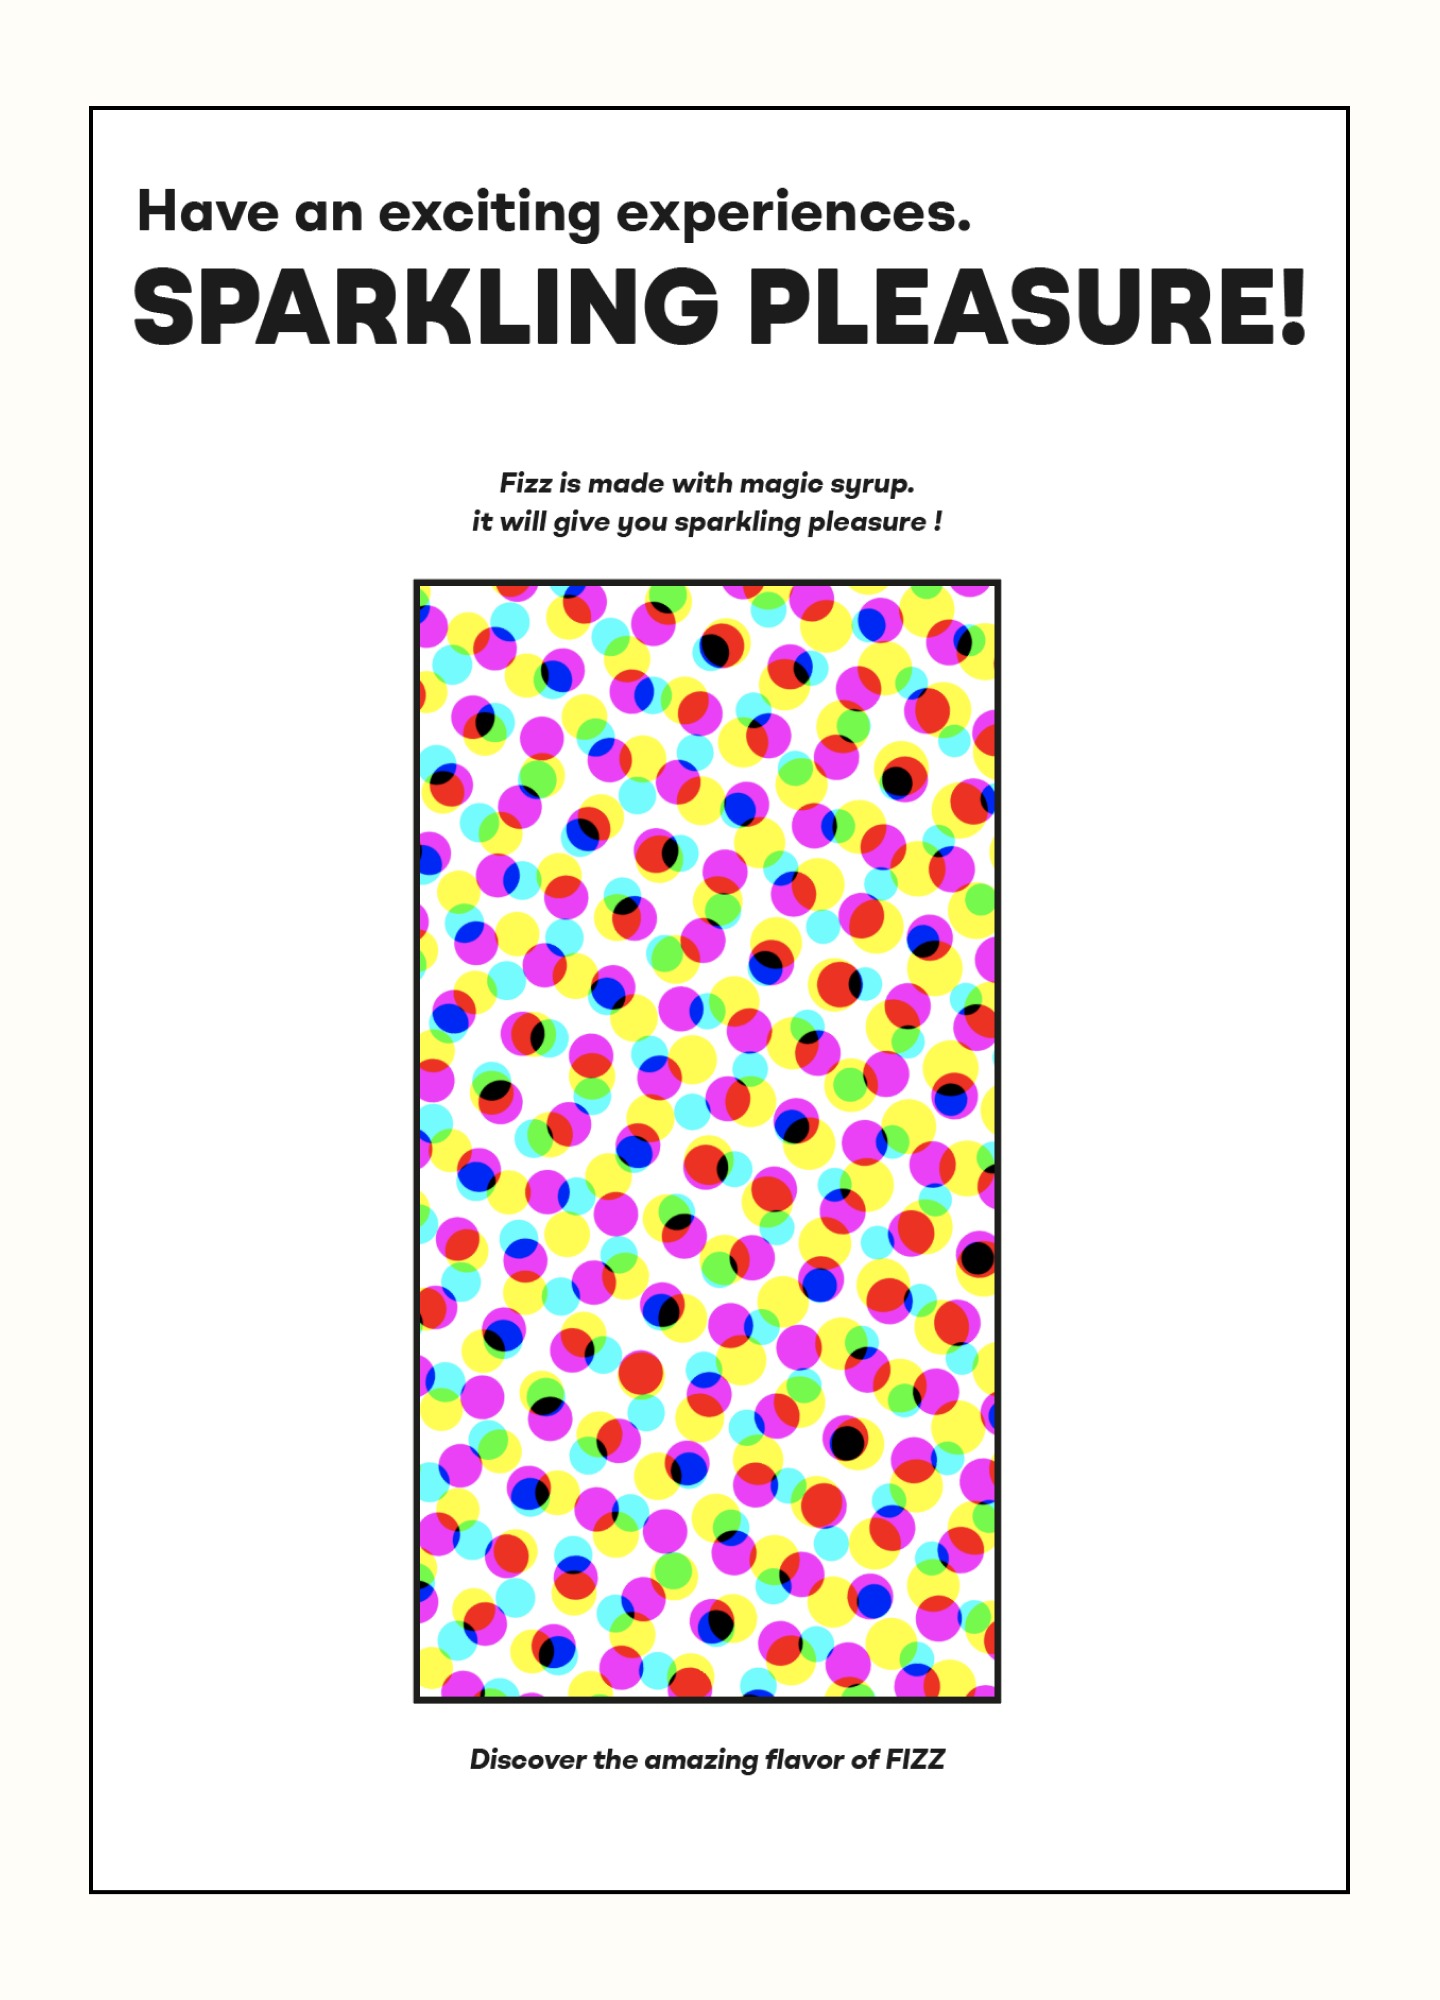 Have an exciting experiences.
SPARKLING PLEASURE!
Fizz is made with magic syrup.
it will give you sparkling pleasure !
Discover the amazing flavor of FIZZ